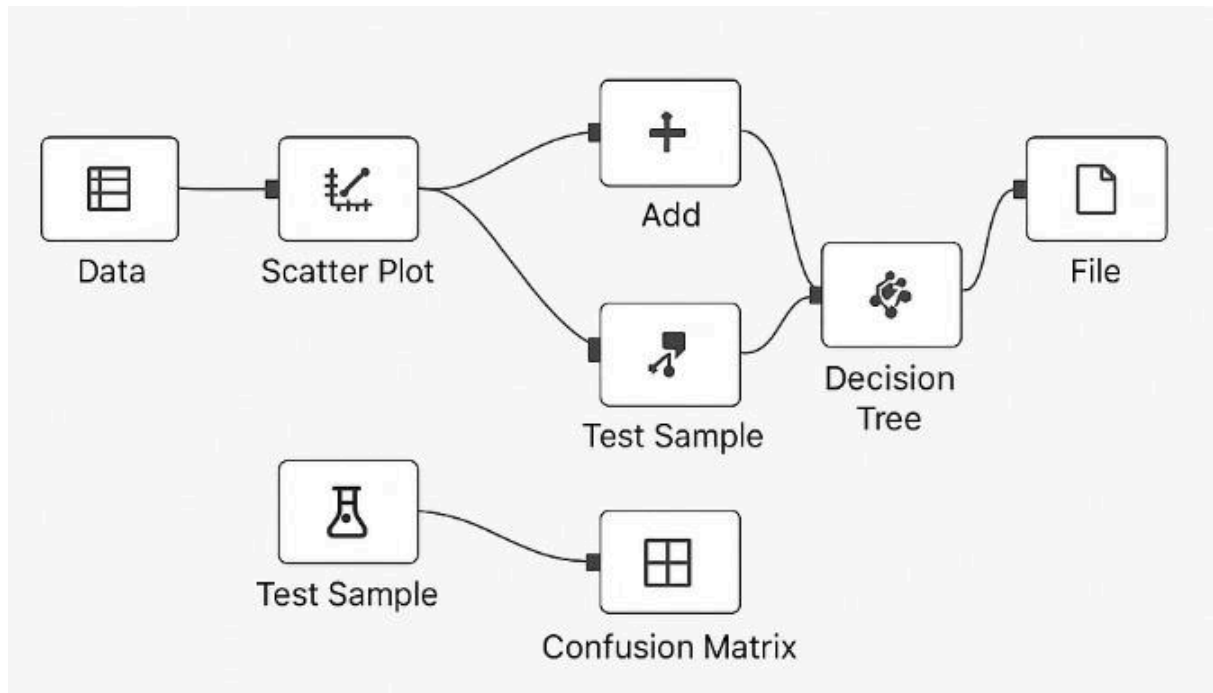 Data
Scatter Plot
Add
Test Sample
Decision
Tree
File
Test Sample
Confusion Matrix